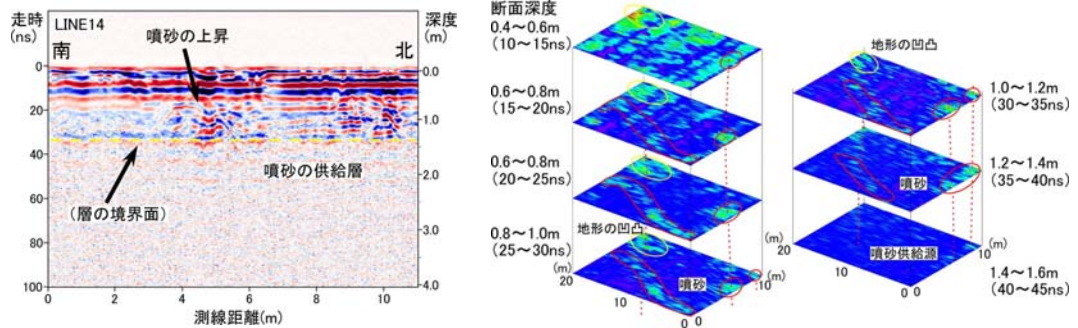 走時
(ns)
LINE14
深度
(m)
南
噴砂の上昇
北
0
20
40
60
80
100
0.0
1.0
2.0
3.0
4.0
噴砂の供給層
(層の境界面)
0
2
4
6
8
10
測線距離(m)
断面深度
0.4～0.6m
(10～15ns)
0.6～0.8m
(15～20ns)
0.6～0.8m
(20～25ns)
地形の凹凸
0.8～1.0m
(25～30ns)
噴砂
(m)
20
10
0
0
10
(m)
地形の凹凸
1.0～1.2m
(30～35ns)
1.2～1.4m
(35～40ns)
噴砂
噴砂供給源
1.4～1.6m
(40～45ns)
(m)
20
10
0
0
10
(m)